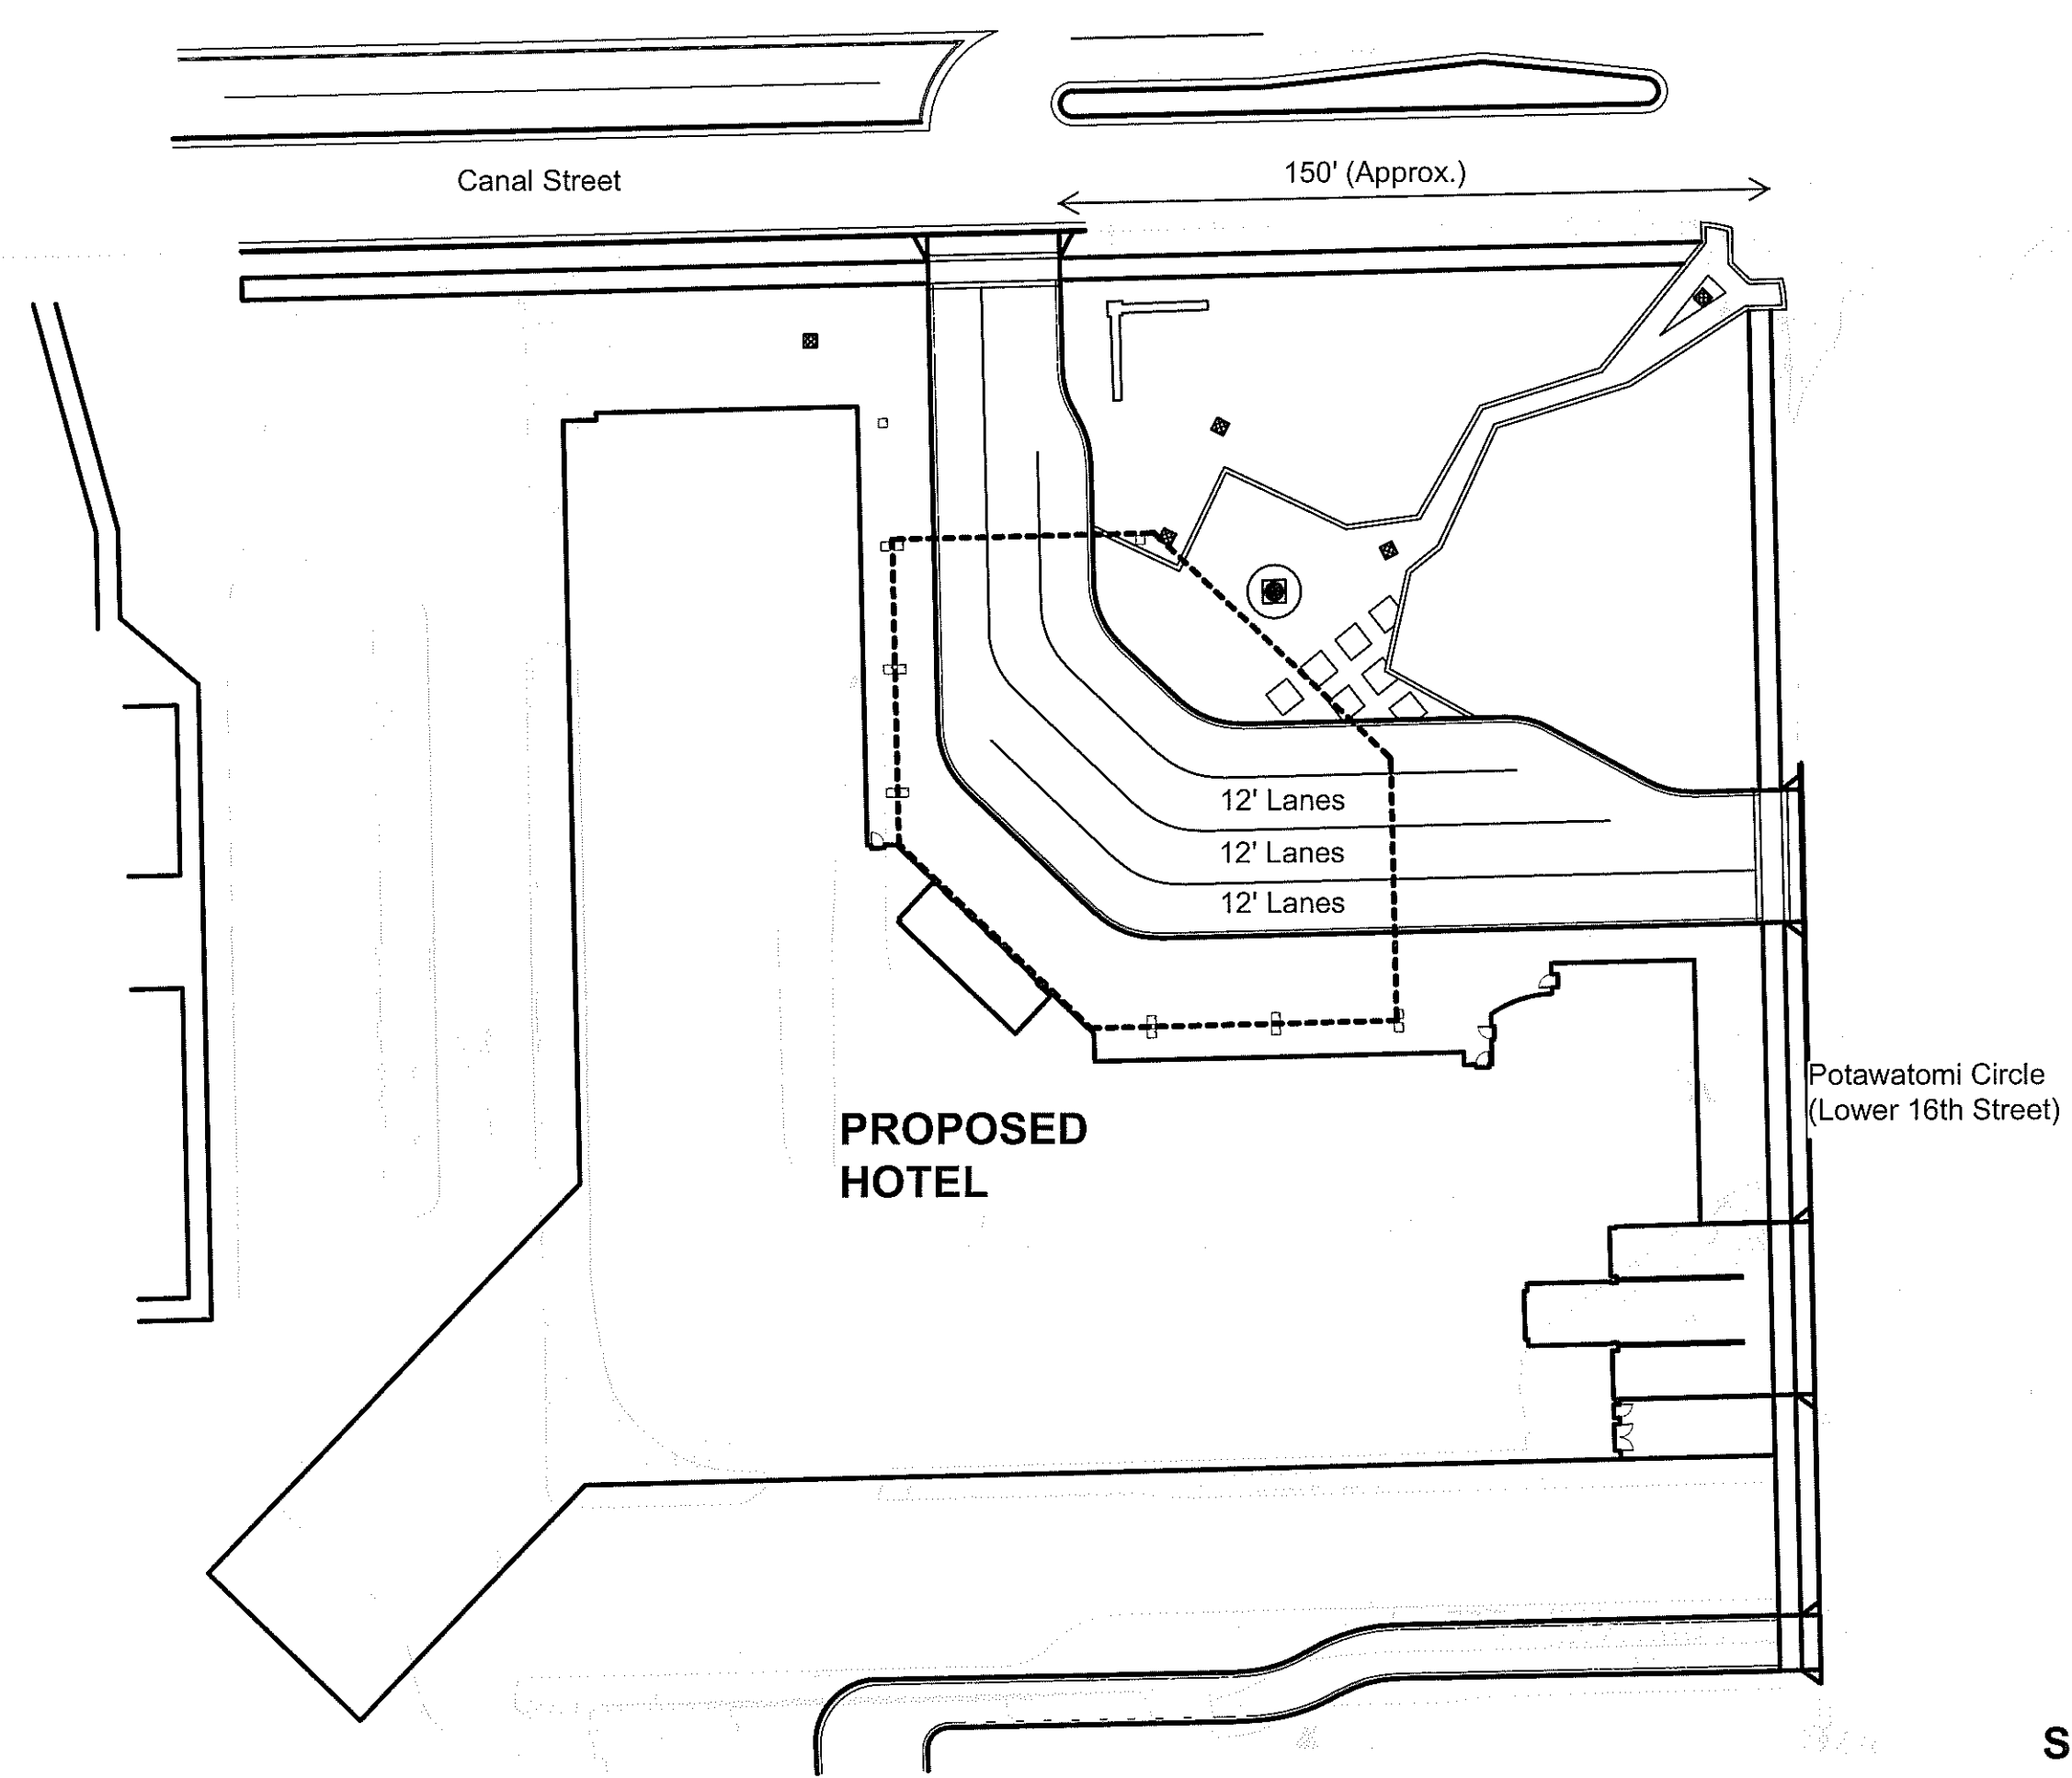 Canal Street
150' (Approx.)
12' Lanes
12' Lanes
12' Lanes
Potawatomi Circle
(Lower 16th Street)
PROPOSED
HOTEL
S